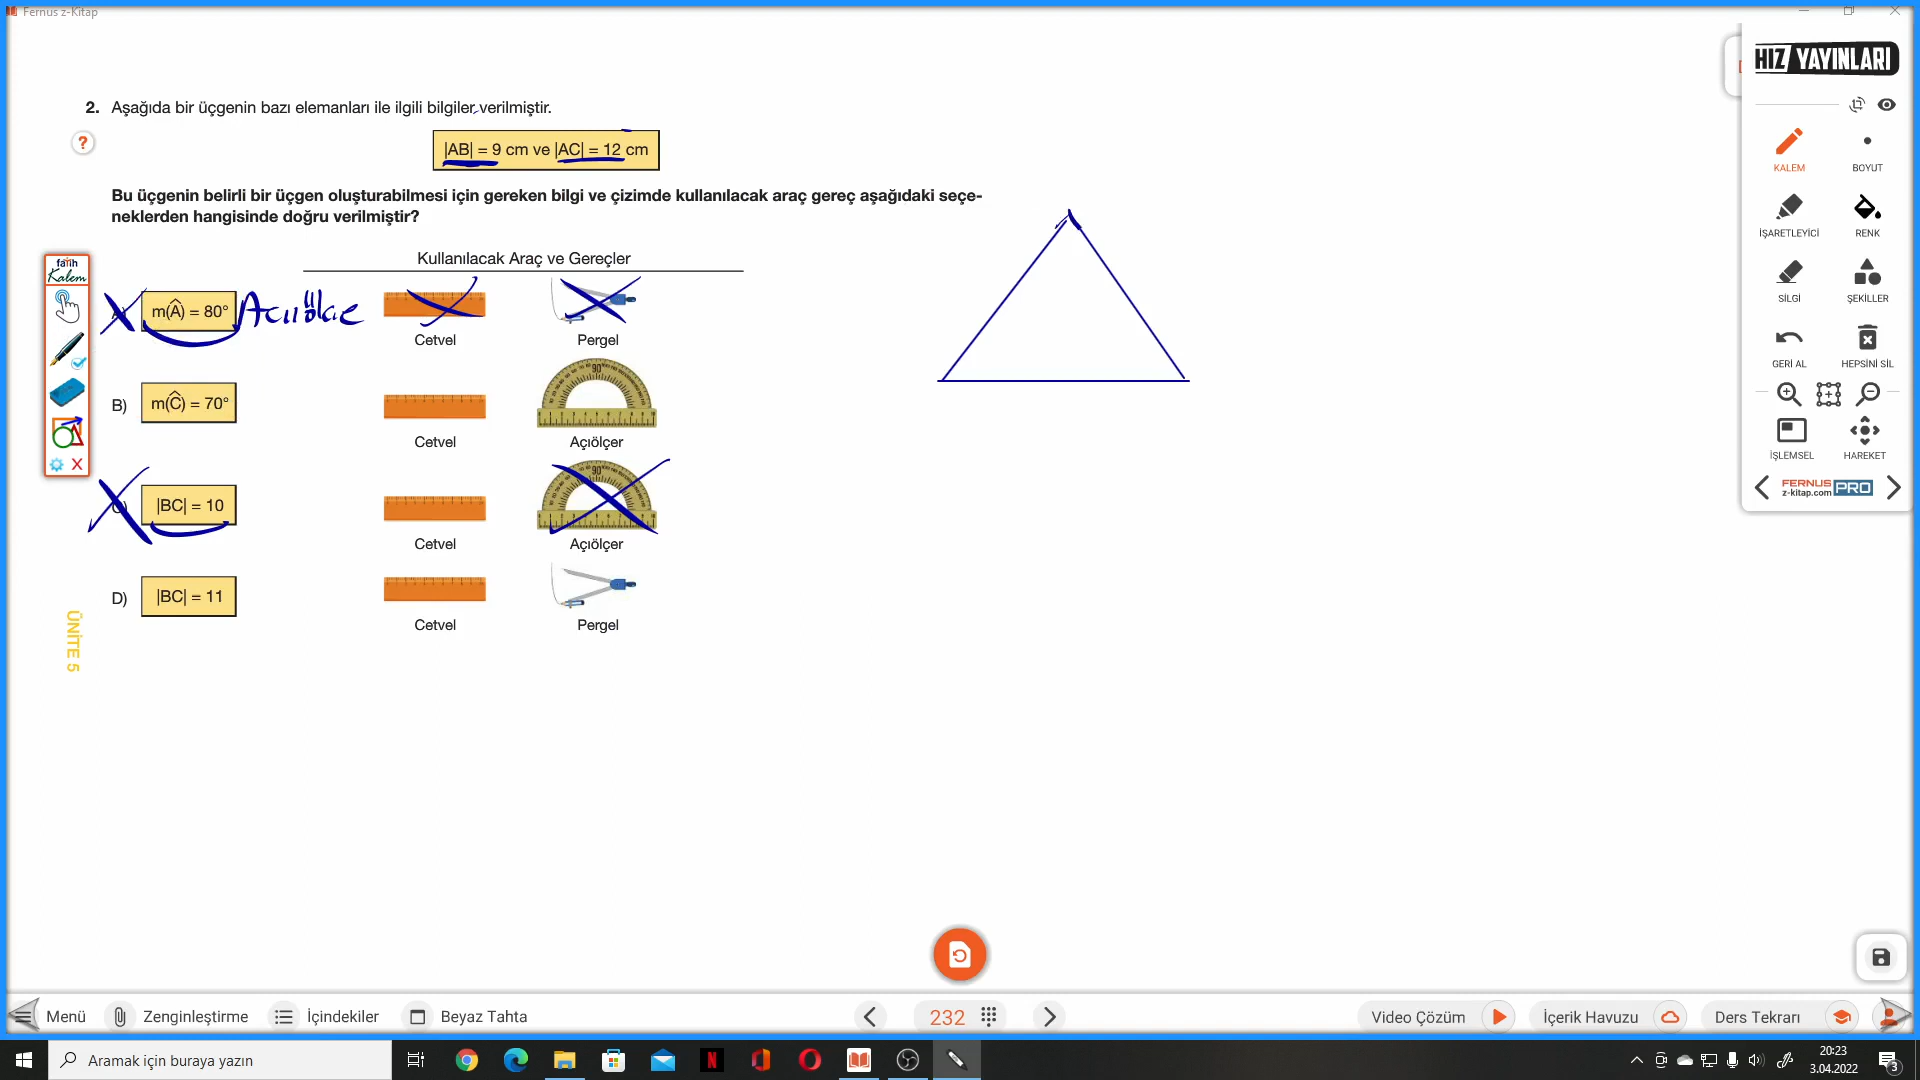 Fernus z-Kitap
HIZ YAYINLARI
2. Aşağıda bir üçgenin bazı elemanları ile ilgili bilgiler verilmiştir.
?
|AB| = 9 cm ve |AC| = 12 cm
Bu üçgenin belirli bir üçgen oluşturabilmesi için gereken bilgi ve çizimde kullanılacak araç gereç aşağıdaki seçe-
neklerden hangisinde doğru verilmiştir?
Kullanılacak Araç ve Gereçler
fatih
Kalem
m(Â) = 80°
Cetvel
Pergel
B) m(Ĉ) = 70°
90°
Cetvel
Açıölçer
|BC| = 10
90°
Cetvel
Açıölçer
D) |BC| = 11
Cetvel
Pergel
ÜNİTE 5
KALEM
BOYUT
İŞARETLEYİCİ
RENK
SİLGİ
ŞEKİLLER
GERİ AL
HEPSİNİ SİL
İŞLEMSEL
HAREKET
FERNUS
z-kitap.com PRO
Menü
Zenginleştirme
İçindekiler
Beyaz Tahta
232
Video Çözüm
İçerik Havuzu
Ders Tekrarı
Aramak için buraya yazın
20:23
3.04.2022
3